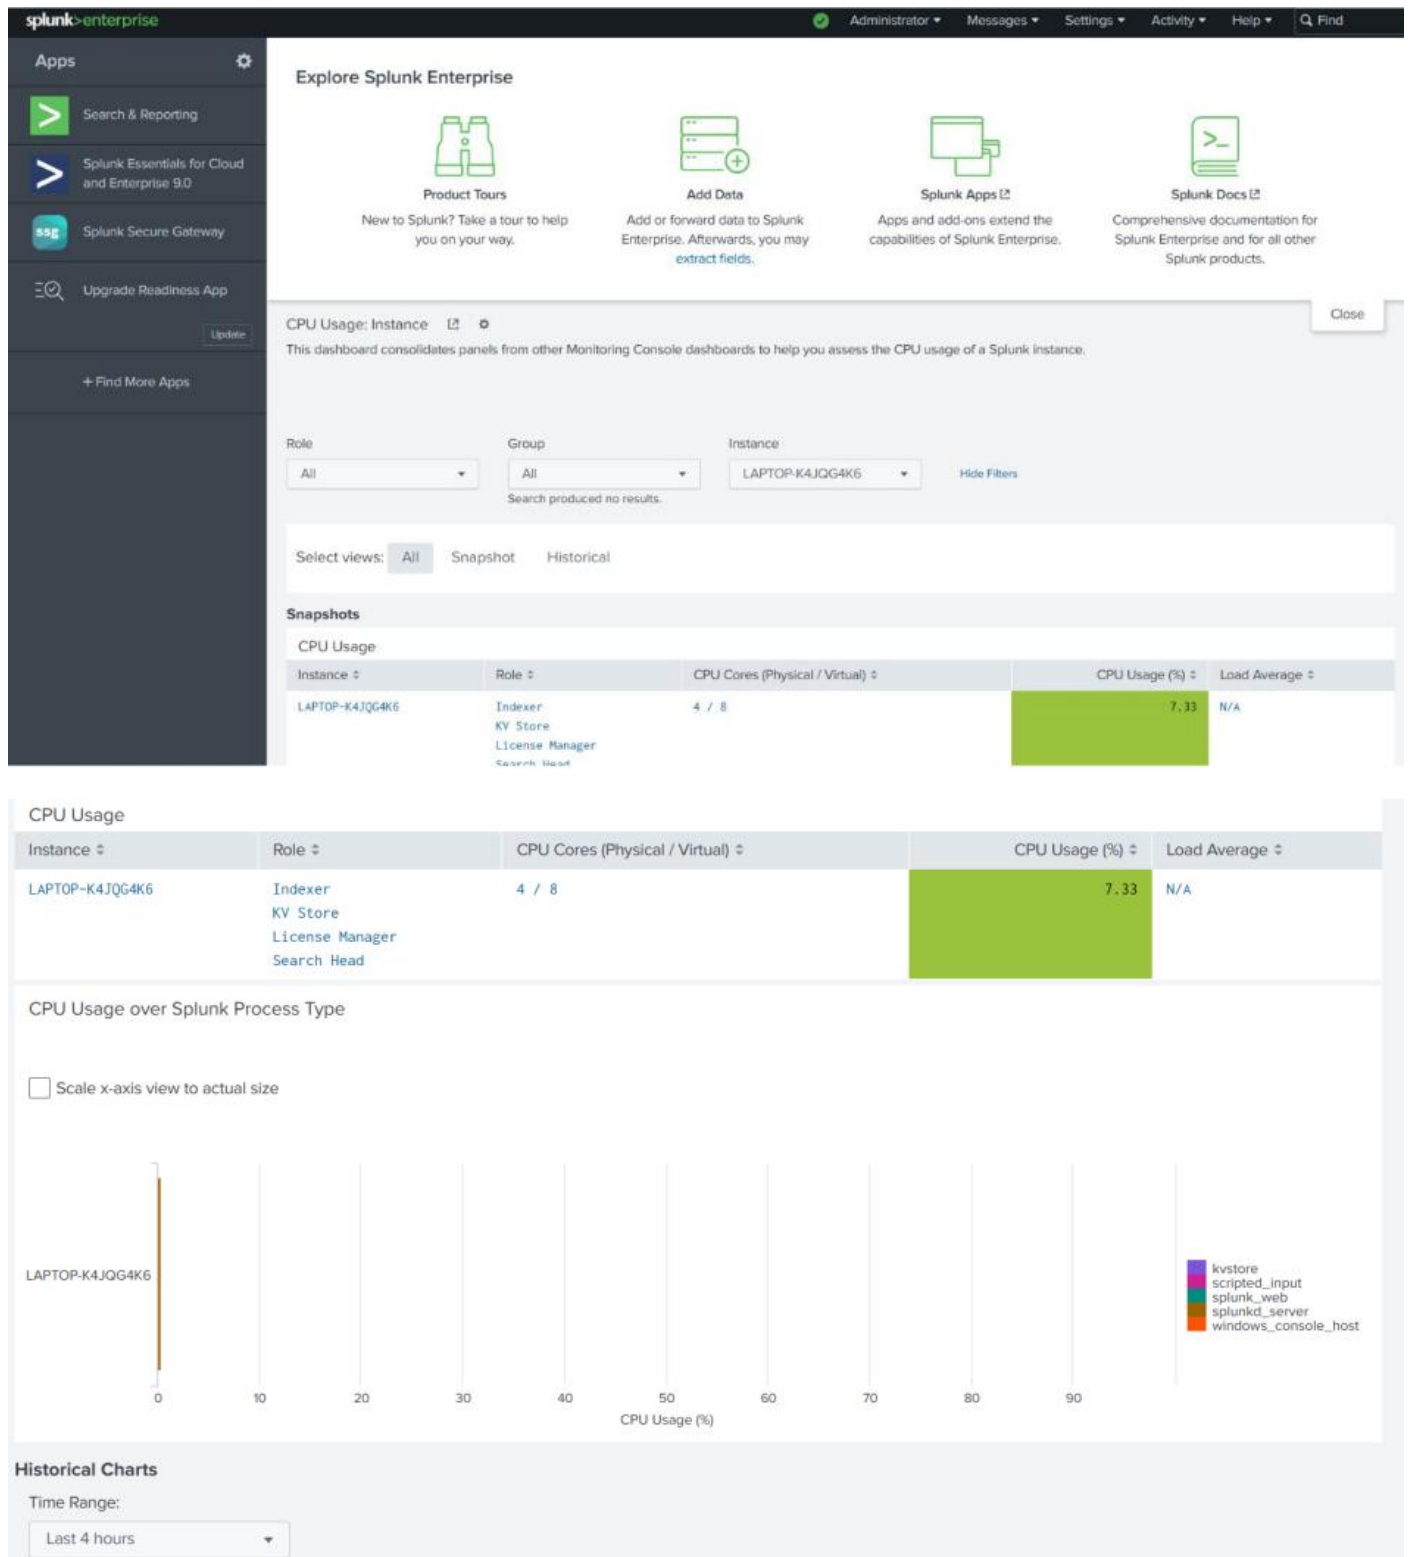 splunk>enterprise
Administrator Messages Settings Activity Help Find
Apps
Search & Reporting
Splunk Essentials for Cloud
and Enterprise 9.0
ssg Splunk Secure Gateway
Upgrade Readiness App
Update
+ Find More Apps
Explore Splunk Enterprise
Product Tours
New to Splunk? Take a tour to help
you on your way.
Add Data
Add or forward data to Splunk
Enterprise. Afterwards, you may
extract fields.
Splunk Apps
Apps and add-ons extend the
capabilities of Splunk Enterprise.
Splunk Docs
Comprehensive documentation for
Splunk Enterprise and for all other
Splunk products.
Close
CPU Usage: Instance
This dashboard consolidates panels from other Monitoring Console dashboards to help you assess the CPU usage of a Splunk instance.
Role Group Instance
All All LAPTOP-K4JQG4K6 Hide Filters
Search produced no results.
Select views: All Snapshot Historical
Snapshots
CPU Usage
Instance Role CPU Cores (Physical / Virtual) CPU Usage (%) Load Average
LAPTOP-K4JQG4K6 Indexer 4 / 8 7.33 N/A
KV Store
License Manager
Search Head
CPU Usage
Instance Role CPU Cores (Physical / Virtual) CPU Usage (%) Load Average
LAPTOP-K4JQG4K6 Indexer 4 / 8 7.33 N/A
KV Store
License Manager
Search Head
CPU Usage over Splunk Process Type
Scale x-axis view to actual size
LAPTOP-K4JQG4K6
kvstore
scripted_input
splunk_web
splunkd_server
windows_console_host
0 10 20 30 40 50 60 70 80 90
CPU Usage (%)
Historical Charts
Time Range:
Last 4 hours